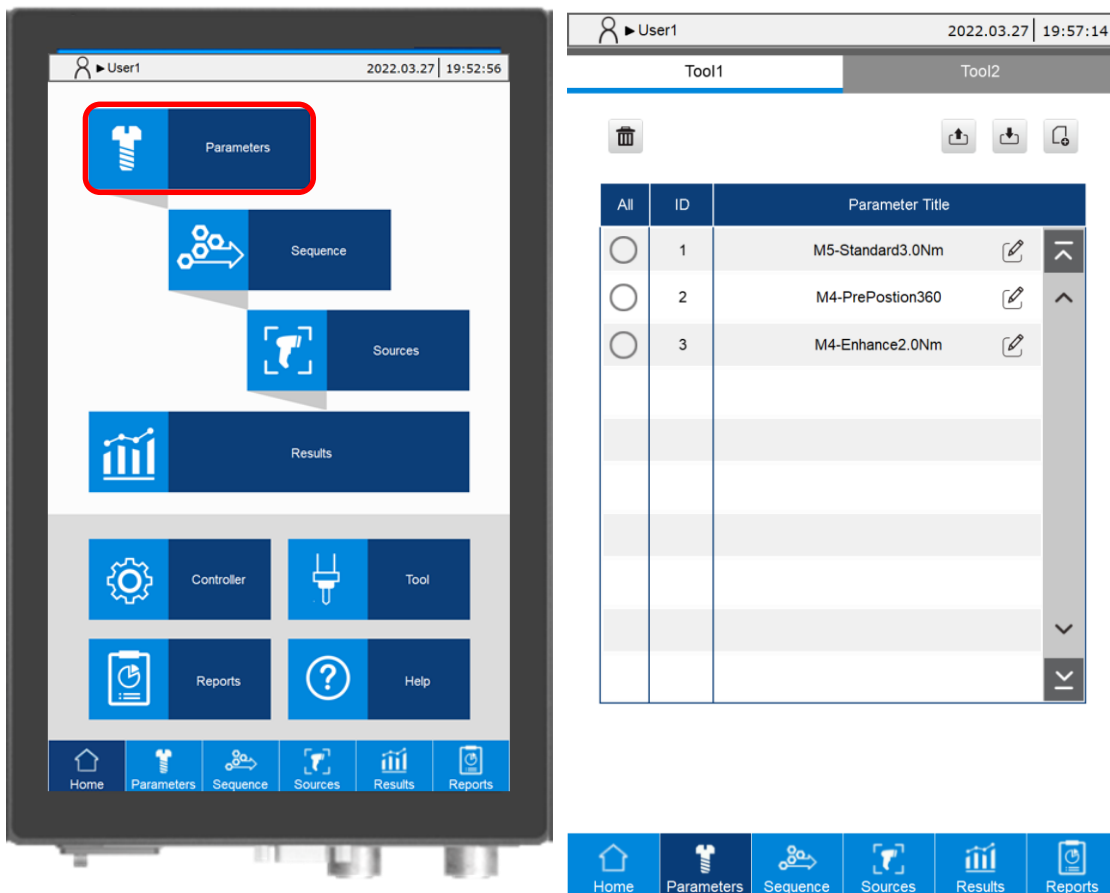 ►User1 2022.03.27 19:52:56
Parameters
Sequence
Sources
Results
Controller Tool
Reports Help
Home Parameters Sequence Sources Results Reports
►User1 2022.03.27 19:57:14
Tool1 Tool2
All ID Parameter Title
1 M5-Standard3.0Nm
2 M4-PrePostion360
3 M4-Enhance2.0Nm
Home Parameters Sequence Sources Results Reports